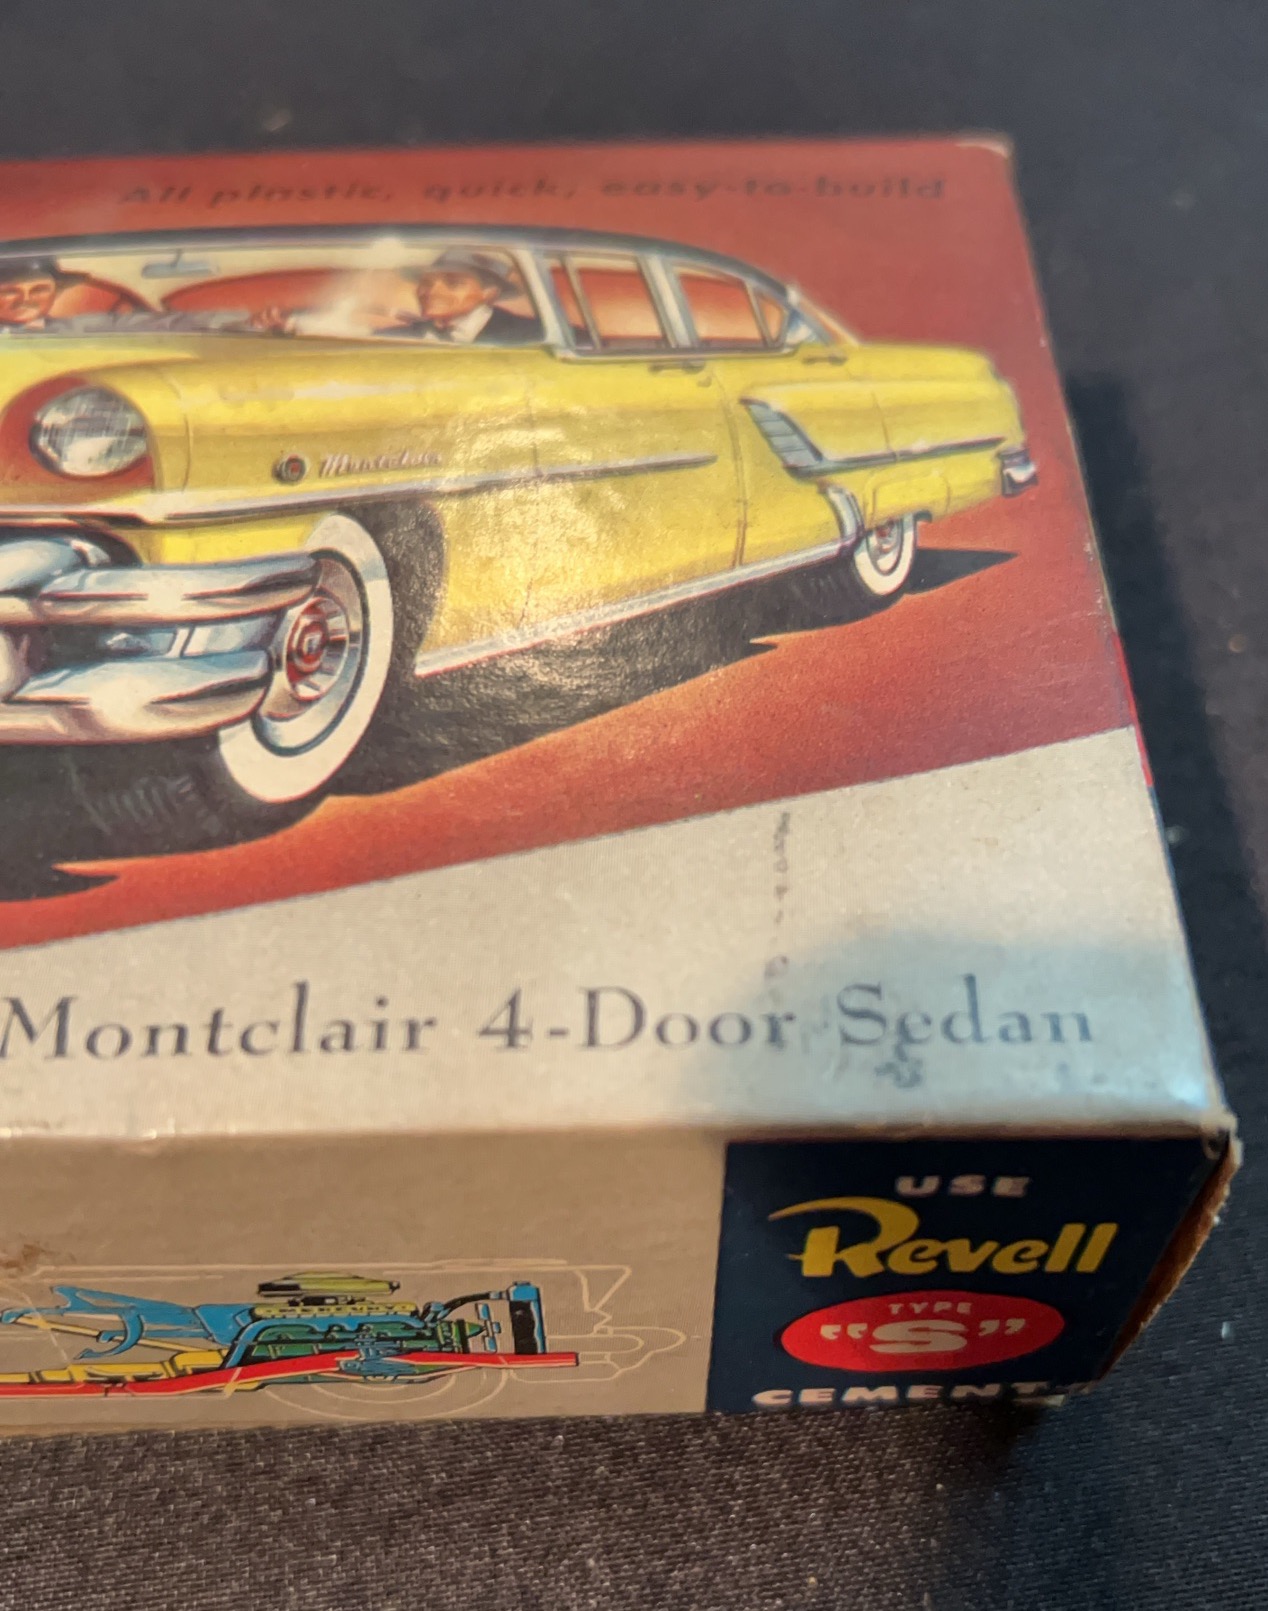 All plastic, quick, easy-to-build
Montclair
Montclair 4-Door Sedan
USE
Revell
TYPE
“S”
CEMENT